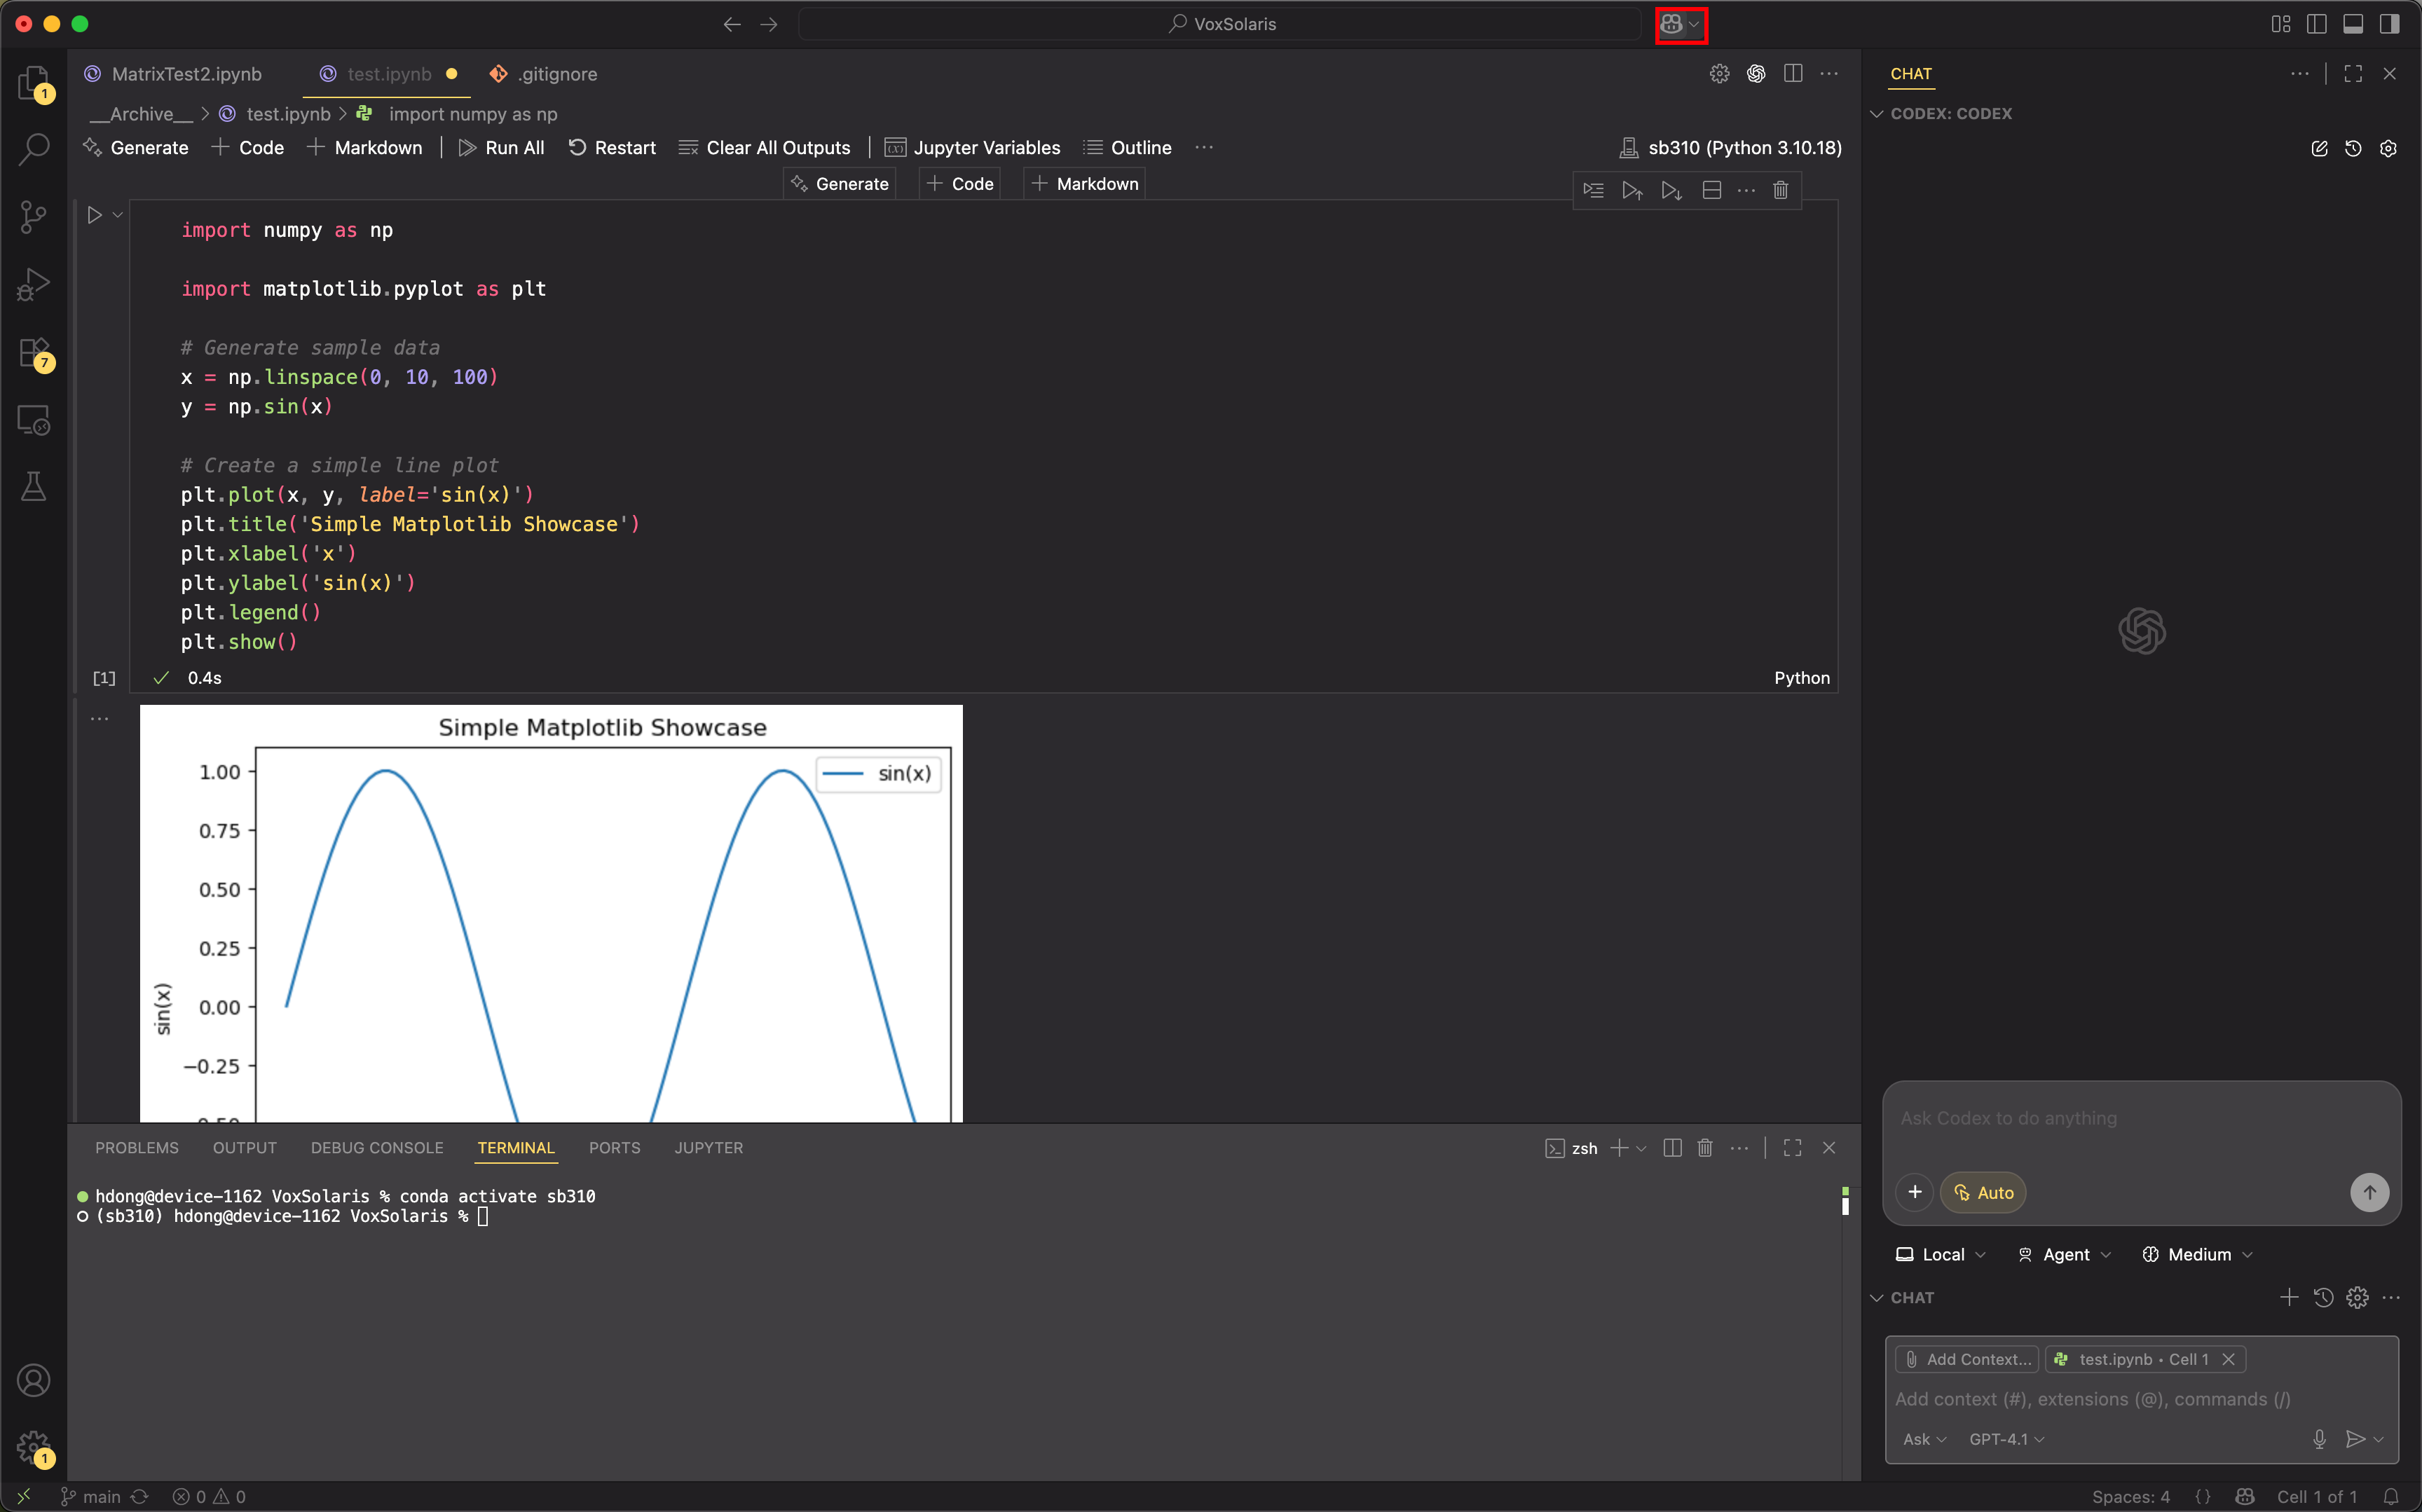 VoxSolaris
MatrixTest2.ipynb
test.ipynb
.gitignore
__Archive__ > test.ipynb > import numpy as np
Generate + Code + Markdown Run All Restart Clear All Outputs Jupyter Variables Outline ...
sb310 (Python 3.10.18)
Generate + Code + Markdown
import numpy as np
import matplotlib.pyplot as plt
# Generate sample data
x = np.linspace(0, 10, 100)
y = np.sin(x)
# Create a simple line plot
plt.plot(x, y, label='sin(x)')
plt.title('Simple Matplotlib Showcase')
plt.xlabel('x')
plt.ylabel('sin(x)')
plt.legend()
plt.show()
[1] 0.4s
Python
Simple Matplotlib Showcase
sin(x)
1.00
0.75
0.50
0.25
0.00
−0.25
sin(x)
PROBLEMS OUTPUT DEBUG CONSOLE TERMINAL PORTS JUPYTER
zsh
hdong@device-1162 VoxSolaris % conda activate sb310
(sb310) hdong@device-1162 VoxSolaris %
CHAT
CODEX: CODEX
Ask Codex to do anything
Auto
Local Agent Medium
CHAT
Add Context... test.ipynb • Cell 1
Add context (#), extensions (@), commands (/)
Ask GPT-4.1
1
7
1
main 0 0
Spaces: 4 {} Cell 1 of 1